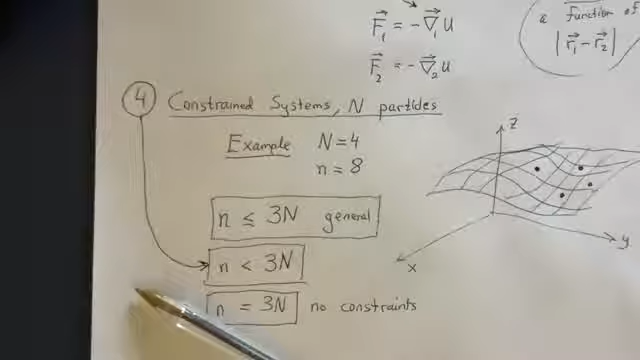 F₁ = -∇₁U
F₂ = -∇₂U
a function of
|r₁ - r₂|
4 Constrained Systems, N particles
Example N = 4
n = 8
n ≤ 3N general
n < 3N
n = 3N no constraints
z
y
x